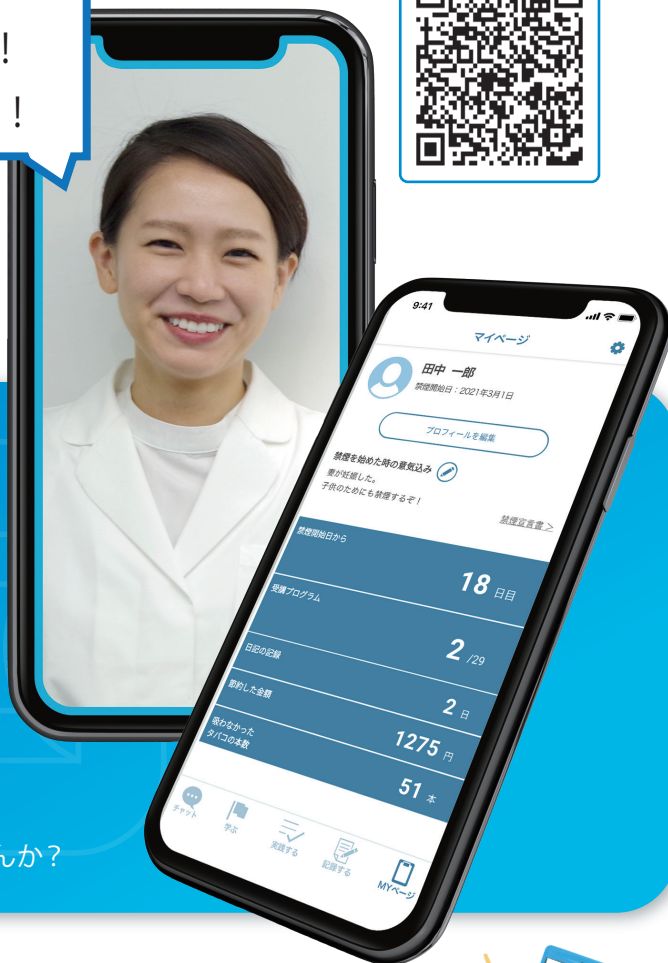 ！
！
9:41
マイページ
田中 一郎
禁煙開始日：2021年3月1日
プロフィールを編集
禁煙を始めた時の意気込み
妻が妊娠した。
子供のためにも禁煙するぞ！
禁煙宣言書 ＞
禁煙開始日から
18 日目
受講プログラム
2 /29
日記の記録
2 日
節約した金額
1275 円
吸わなかった
タバコの本数
51 本
チャット
学ぶ
実践する
記録する
MYページ
んか？